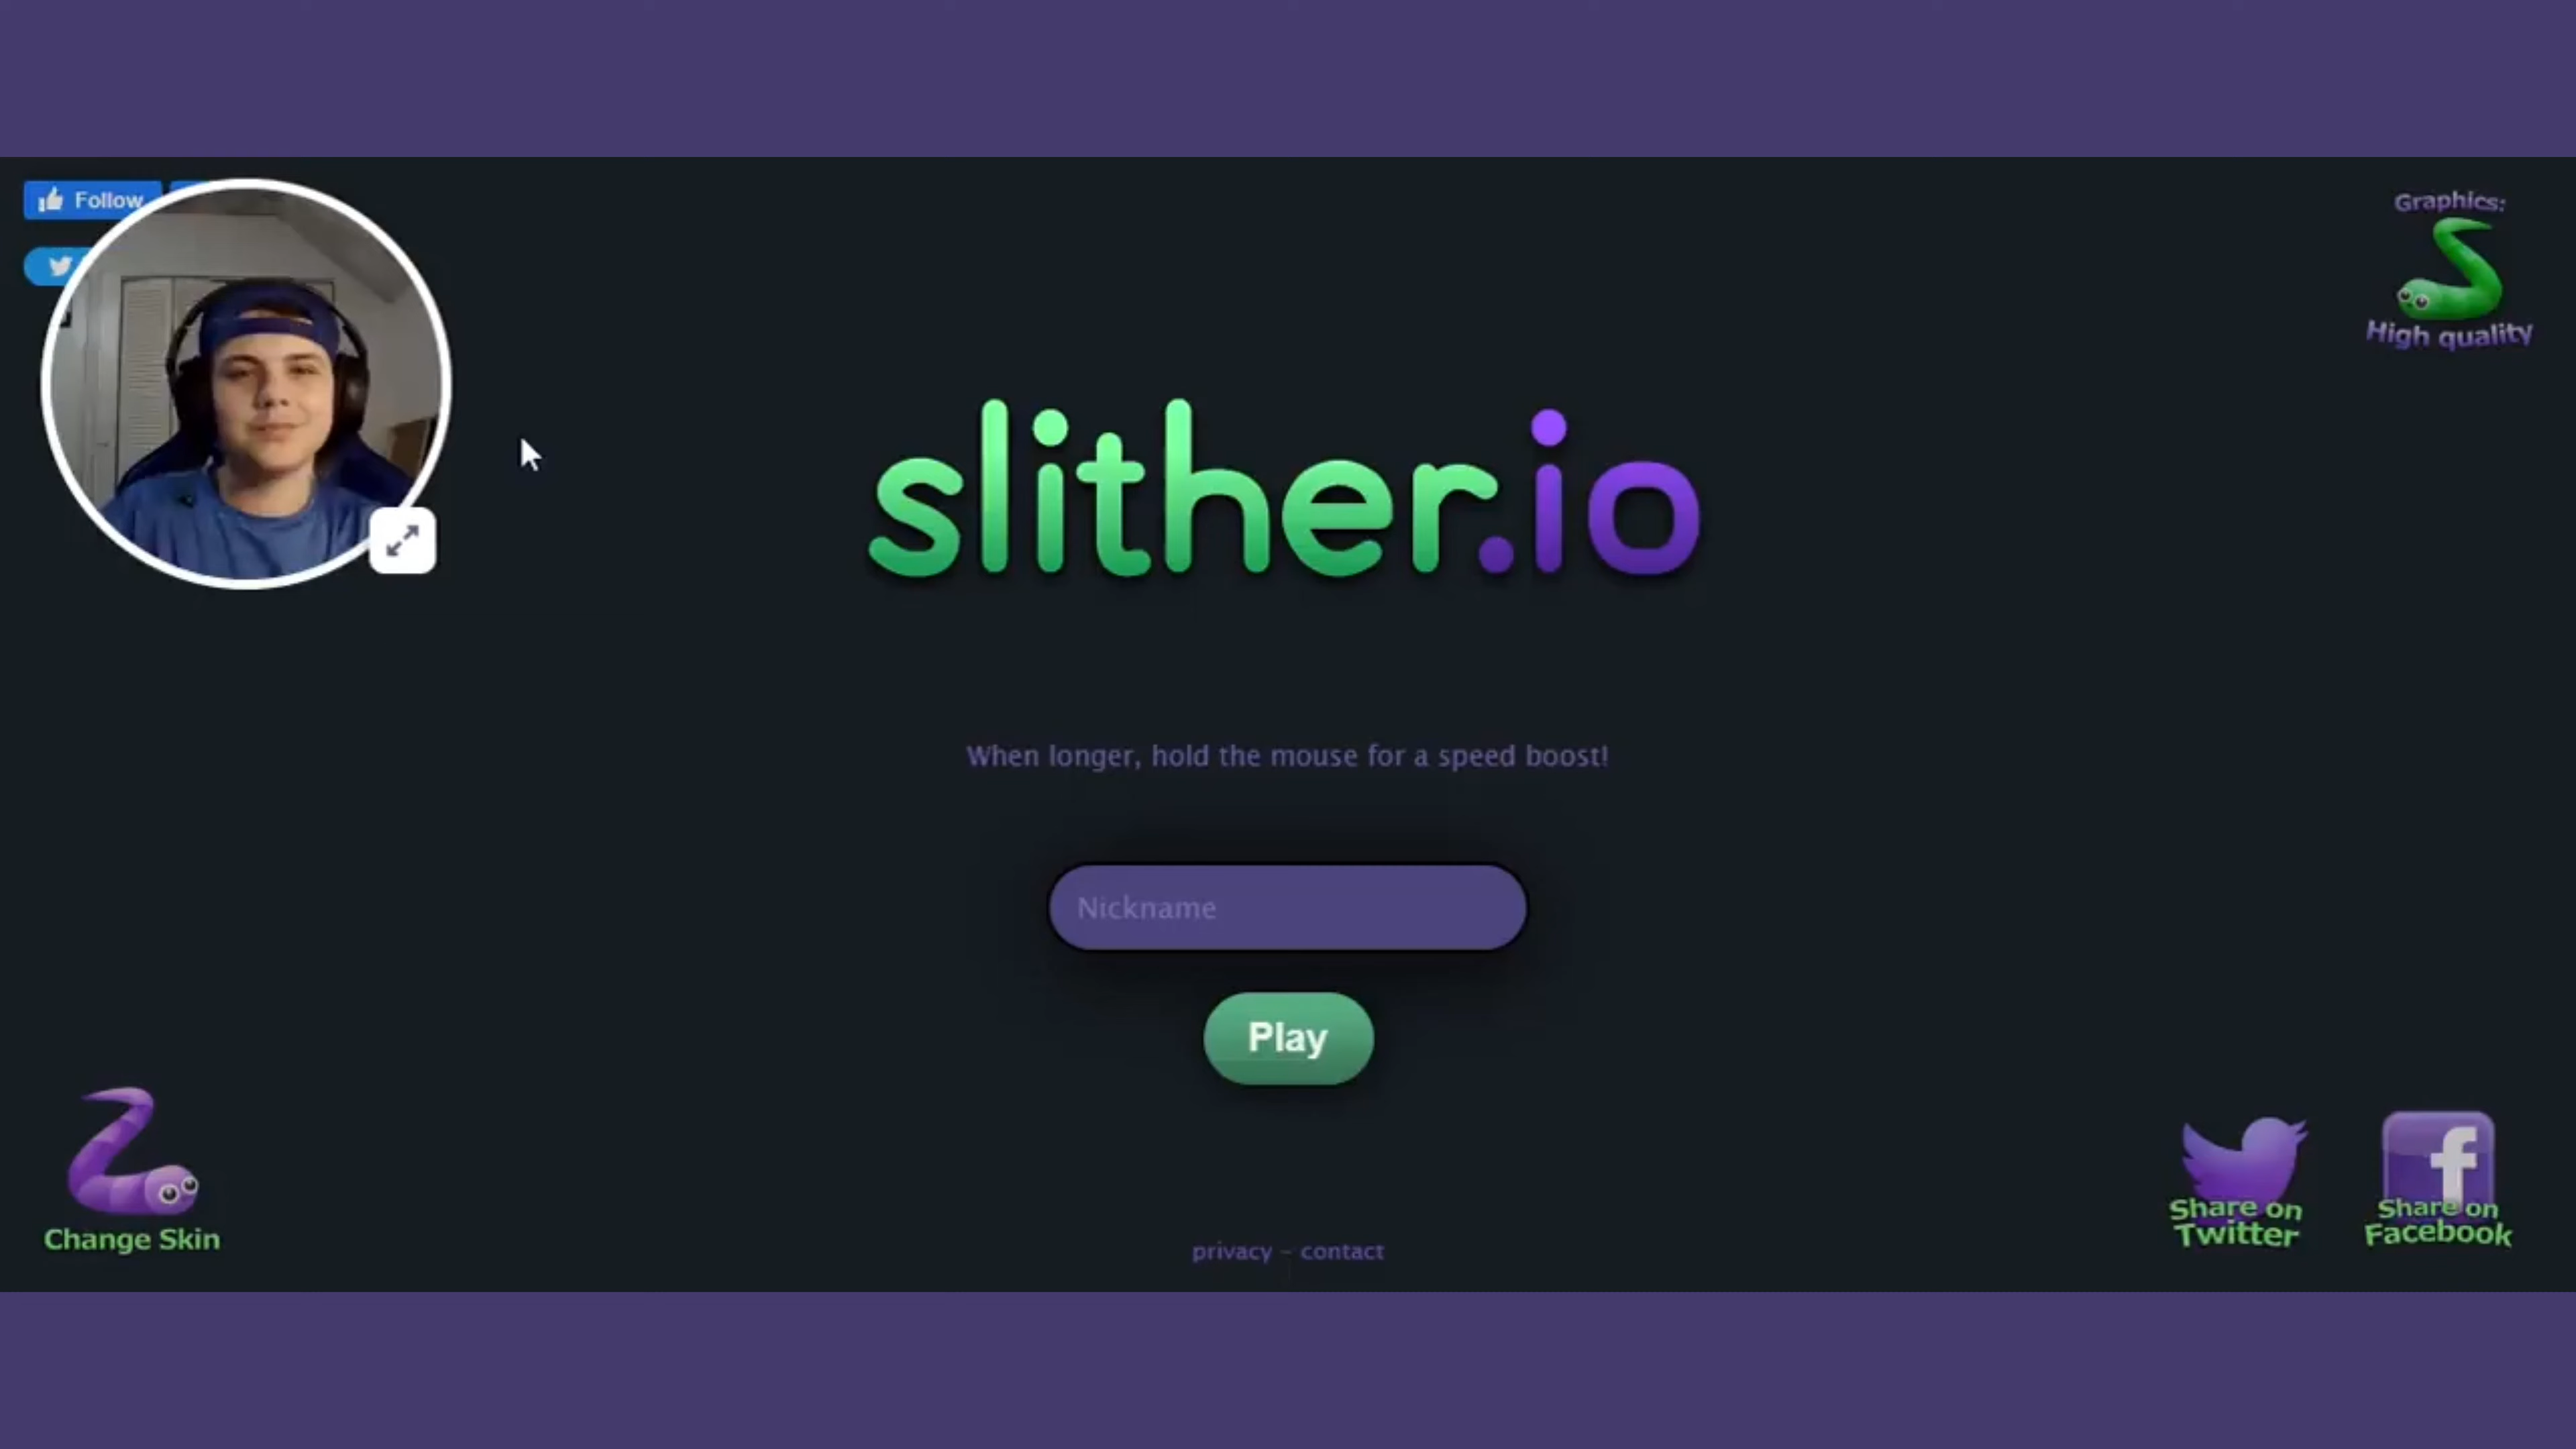 Follow
Graphics:
High quality
slither.io
When longer, hold the mouse for a speed boost!
Nickname
Play
Change Skin
Share on
Twitter
f
Share on
Facebook
privacy - contact